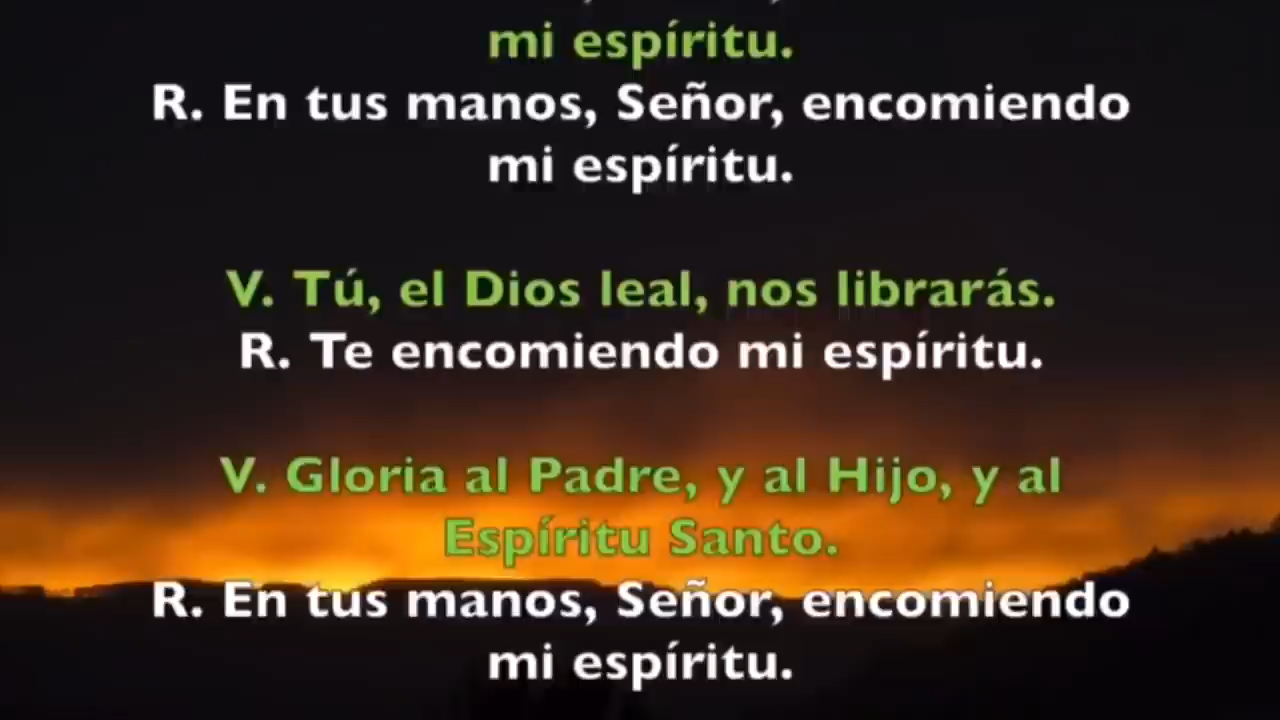 mi espíritu.
R. En tus manos, Señor, encomiendo
mi espíritu.
V. Tú, el Dios leal, nos librarás.
R. Te encomiendo mi espíritu.
V. Gloria al Padre, y al Hijo, y al
Espíritu Santo.
R. En tus manos, Señor, encomiendo
mi espíritu.